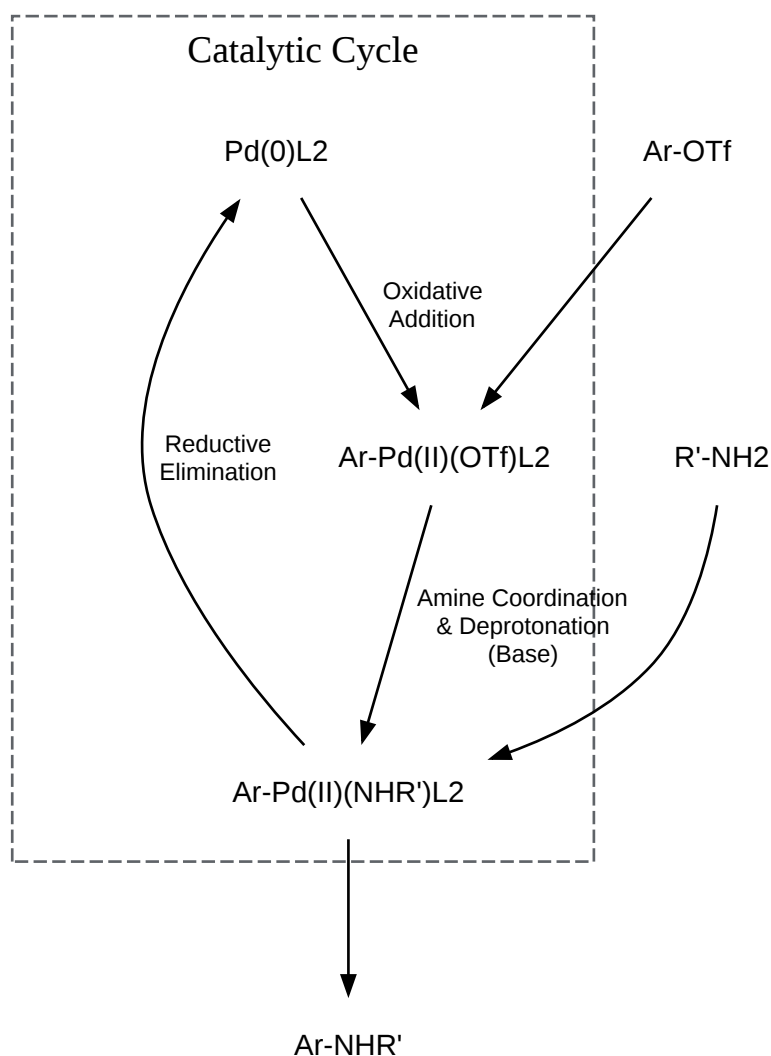 Catalytic Cycle
Pd(0)L2
Ar-OTf
Oxidative
Addition
Reductive
Elimination
Ar-Pd(II)(OTf)L2
R'-NH2
Amine Coordination
& Deprotonation
(Base)
Ar-Pd(II)(NHR')L2
Ar-NHR'